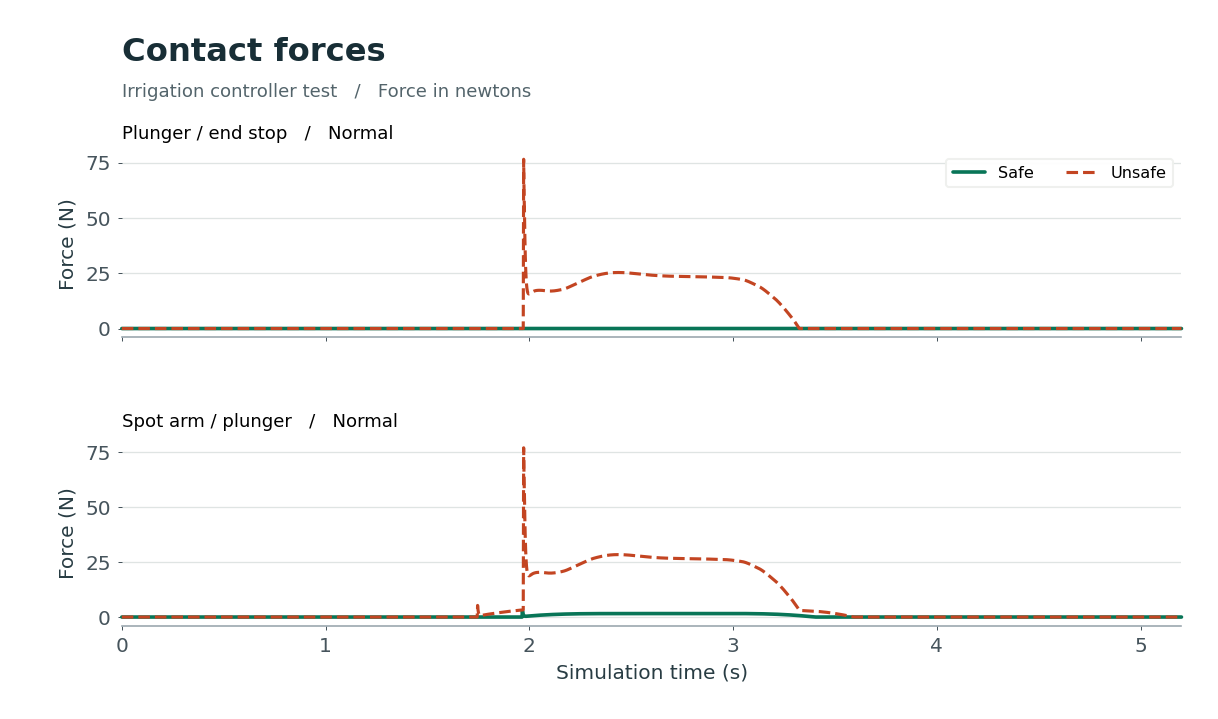 Contact forces
Irrigation controller test / Force in newtons
Plunger / end stop / Normal
75
50
25
0
Force (N)
Safe
Unsafe
Spot arm / plunger / Normal
75
50
25
0
Force (N)
0 1 2 3 4 5
Simulation time (s)